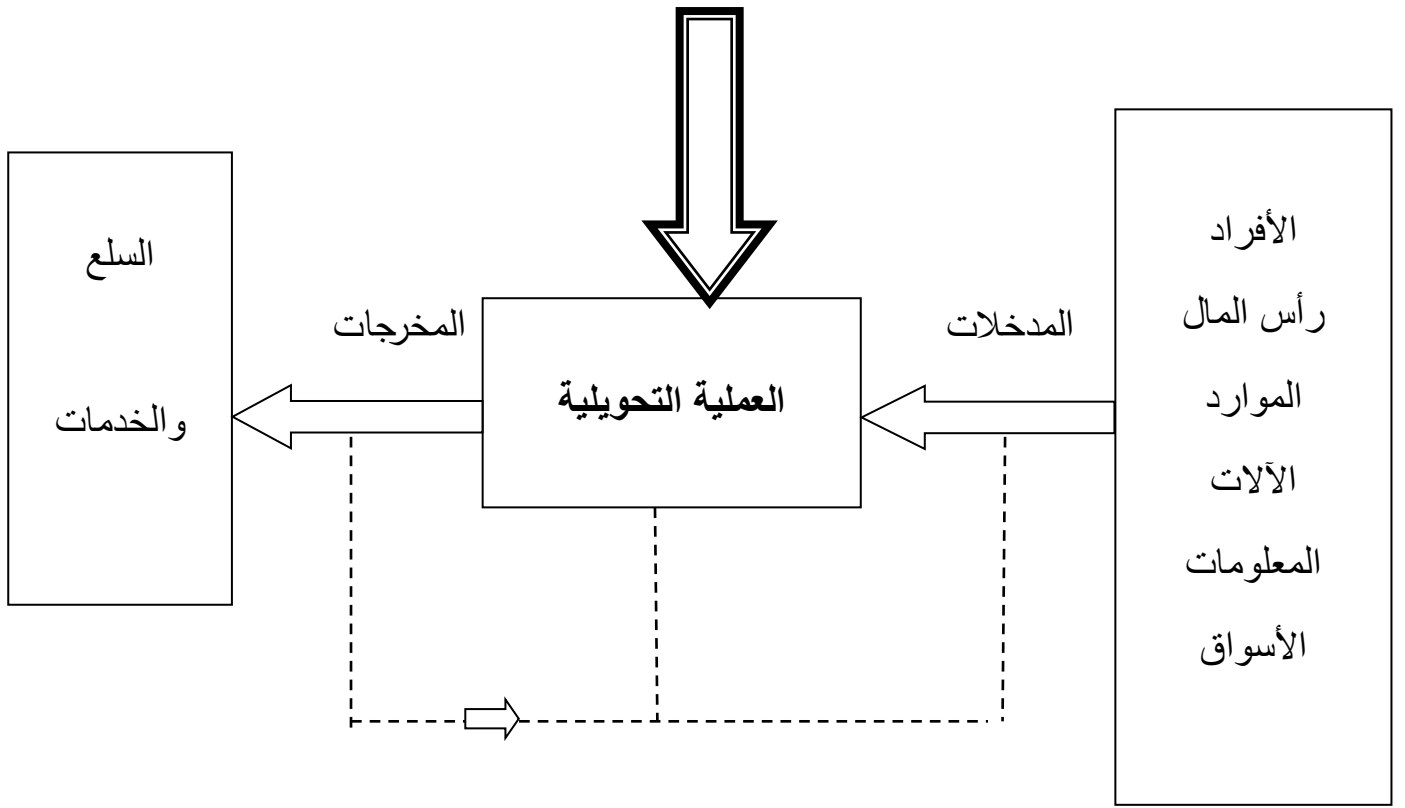 الأفراد
رأس المال
الموارد
الآلات
المعلومات
الأسواق
المدخلات
العملية التحويلية
المخرجات
السلع
والخدمات